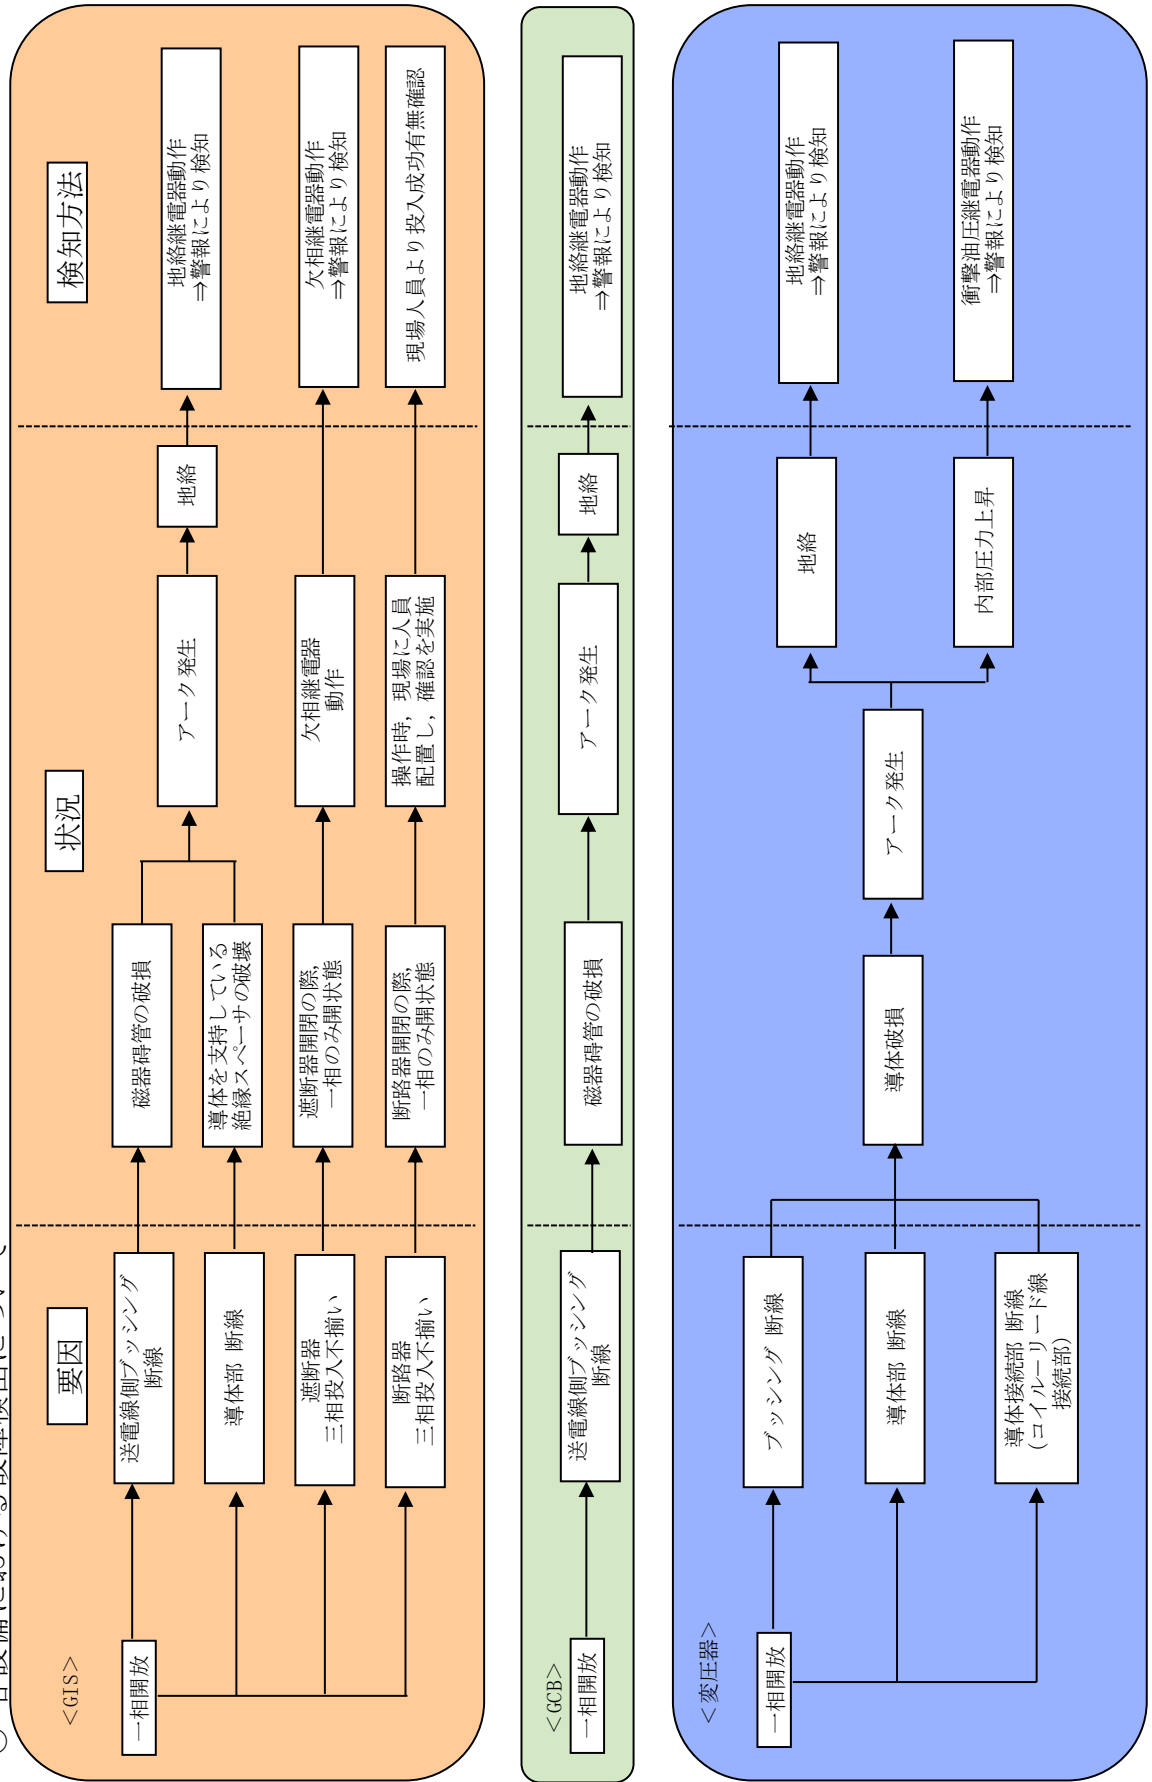 各設備における故障検出について
＜GIS＞
要因
状況
検知方法
一相開放
送電線側ブッシング
断線
磁器碍管の破損
アーク発生
地絡
地絡継電器動作
⇒警報により検知
導体部 断線
導体を支持している
絶縁スペーサの破壊
遮断器
三相投入不揃い
遮断器開閉の際，
一相のみ開状態
欠相継電器
動作
欠相継電器動作
⇒警報により検知
断路器
三相投入不揃い
断路器開閉の際，
一相のみ開状態
操作時，現場に人員
配置し，確認を実施
現場人員より投入成功有無確認
＜GCB＞
一相開放
送電線側ブッシング
断線
磁器碍管の破損
アーク発生
地絡
地絡継電器動作
⇒警報により検知
＜変圧器＞
一相開放
ブッシング 断線
導体部 断線
導体接続部 断線
(コイル－リード線
接続部)
導体破損
アーク発生
地絡
地絡継電器動作
⇒警報により検知
内部圧力上昇
衝撃油圧継電器動作
⇒警報により検知